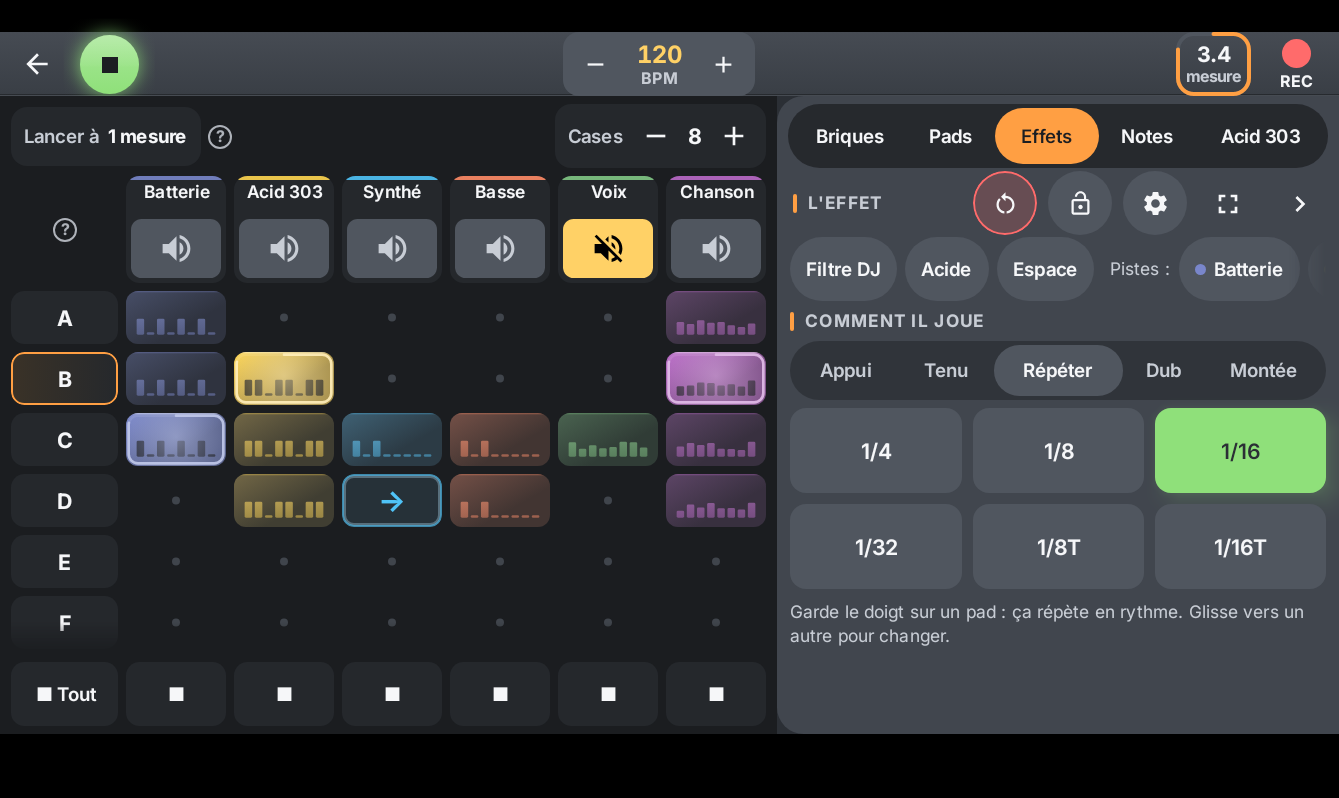 120
BPM
3.4
mesure
REC
Lancer à 1 mesure ?
Cases 8
Batterie Acid 303 Synthé Basse Voix Chanson
?
A
B
C
D
E
F
Tout
Briques Pads Effets Notes Acid 303
L'EFFET
Filtre DJ Acide Espace Pistes : Batterie
COMMENT IL JOUE
Appui Tenu Répéter Dub Montée
1/4 1/8 1/16
1/32 1/8T 1/16T
Garde le doigt sur un pad : ça répète en rythme. Glisse vers un
autre pour changer.